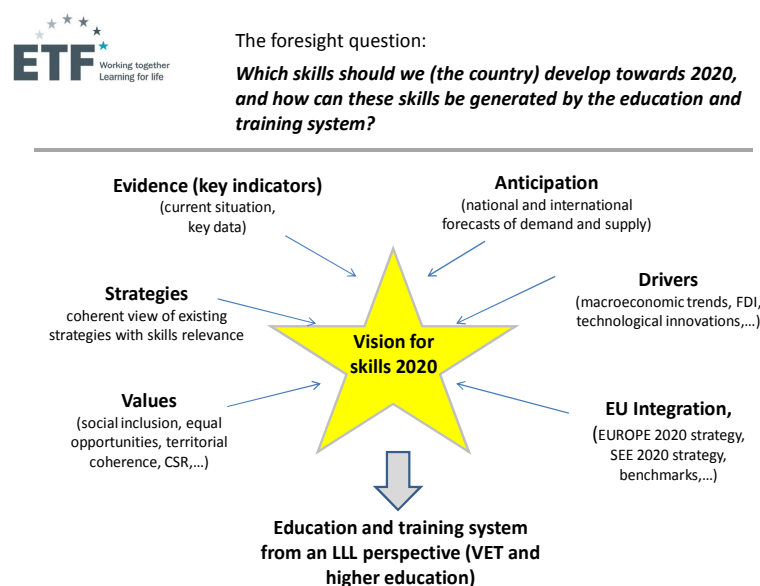 ETF
Working together
Learning for life
The foresight question:
Which skills should we (the country) develop towards 2020,
and how can these skills be generated by the education and
training system?
Evidence (key indicators)
(current situation,
key data)
Anticipation
(national and international
forecasts of demand and supply)
Strategies
coherent view of existing
strategies with skills relevance
Drivers
(macroeconomic trends, FDI,
technological innovations,...)
Vision for
skills 2020
Values
(social inclusion, equal
opportunities, territorial
coherence, CSR,...)
EU Integration,
(EUROPE 2020 strategy,
SEE 2020 strategy,
benchmarks,...)
Education and training system
from an LLL perspective (VET and
higher education)